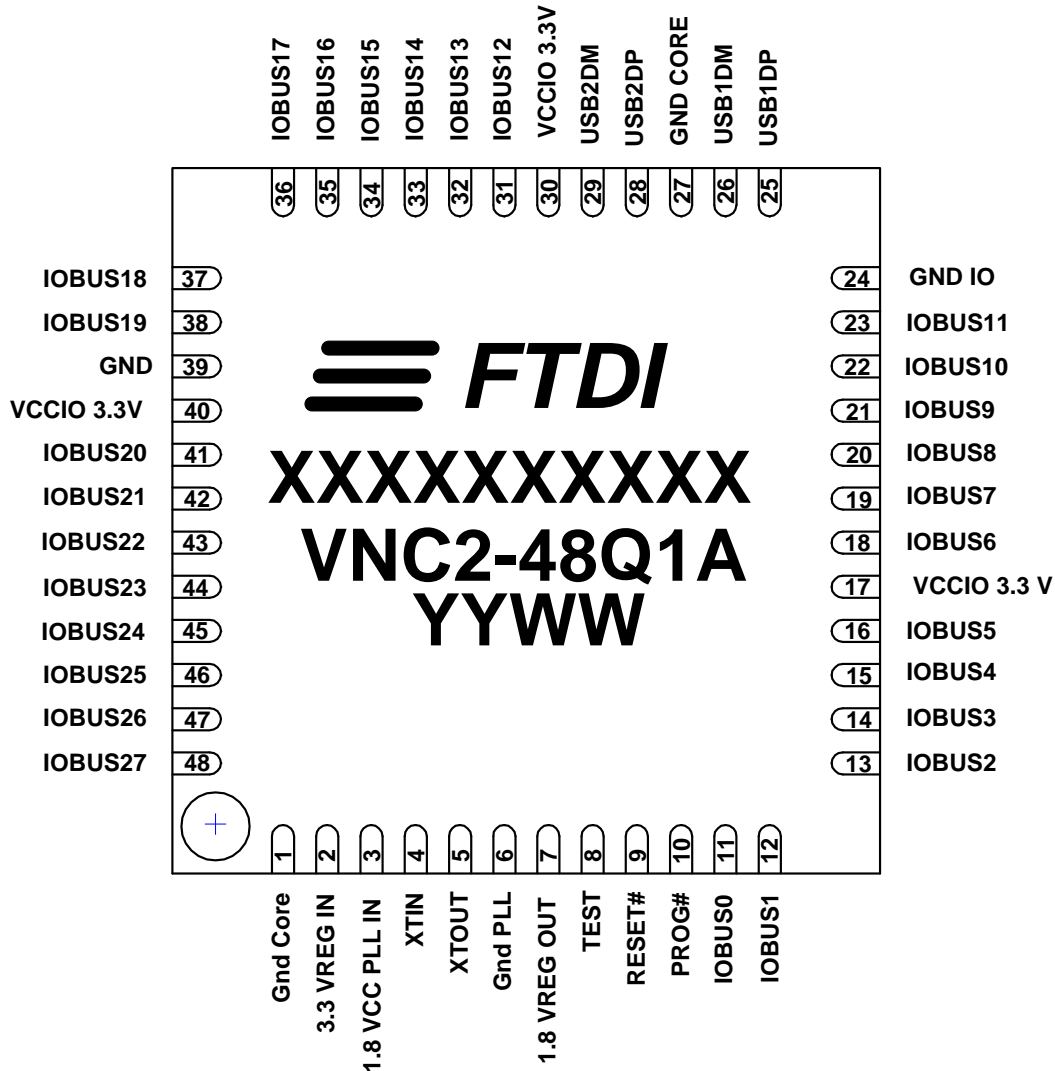 IOBUS17 IOBUS16 IOBUS15 IOBUS14 IOBUS13 IOBUS12 VCCIO 3.3V USB2DM USB2DP GND CORE USB1DM USB1DP
36 35 34 33 32 31 30 29 28 27 26 25
IOBUS18 37
IOBUS19 38
GND 39
VCCIO 3.3V 40
IOBUS20 41
IOBUS21 42
IOBUS22 43
IOBUS23 44
IOBUS24 45
IOBUS25 46
IOBUS26 47
IOBUS27 48
FTDI
XXXXXXXXXX
VNC2-48Q1A
YYWW
24 GND IO
23 IOBUS11
22 IOBUS10
21 IOBUS9
20 IOBUS8
19 IOBUS7
18 IOBUS6
17 VCCIO 3.3 V
16 IOBUS5
15 IOBUS4
14 IOBUS3
13 IOBUS2
1 2 3 4 5 6 7 8 9 10 11 12
Gnd Core 3.3 VREG IN 1.8 VCC PLL IN XTIN XTOUT Gnd PLL 1.8 VREG OUT TEST RESET# PROG# IOBUS0 IOBUS1